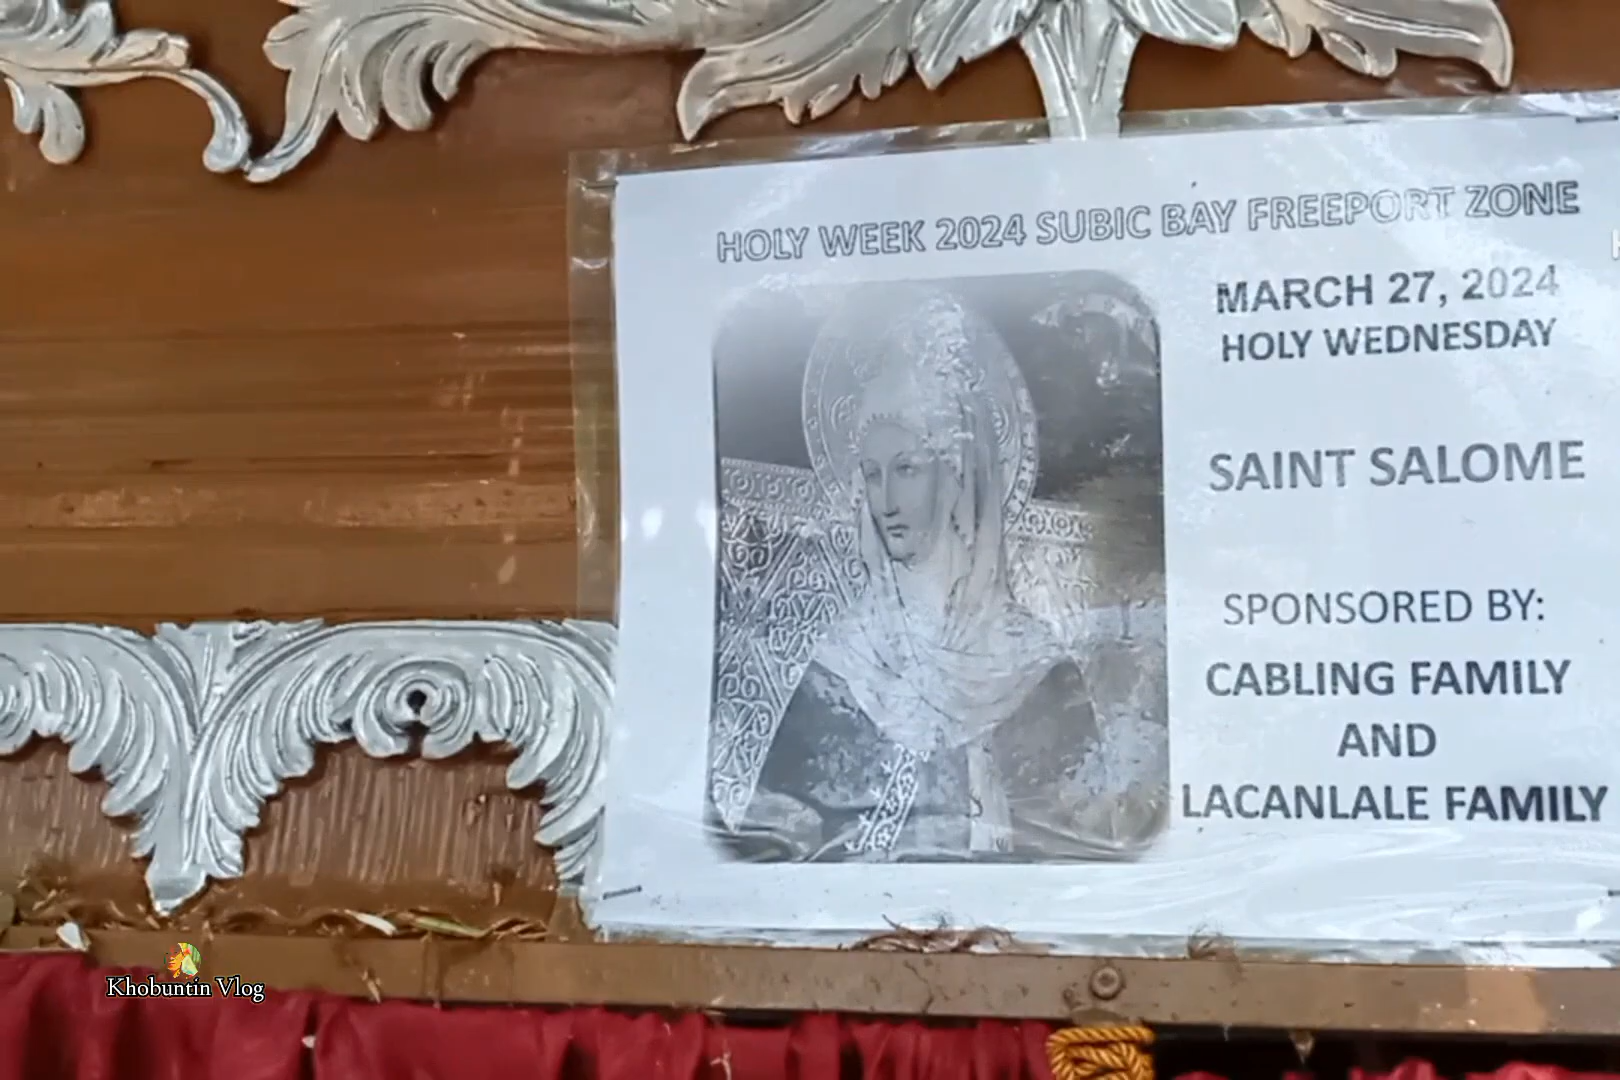 HOLY WEEK 2024 SUBIC BAY FREEPORT ZONE
MARCH 27, 2024
HOLY WEDNESDAY
SAINT SALOME
SPONSORED BY:
CABLING FAMILY
AND
LACANLALE FAMILY
Khobuntin Vlog